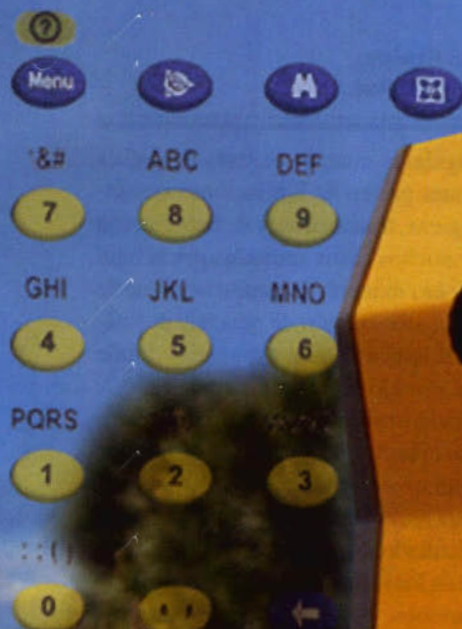 ?
Menu
*&# ABC DEF
7 8 9
GHI JKL MNO
4 5 6
PQRS
1 2 3
::()
0 ..